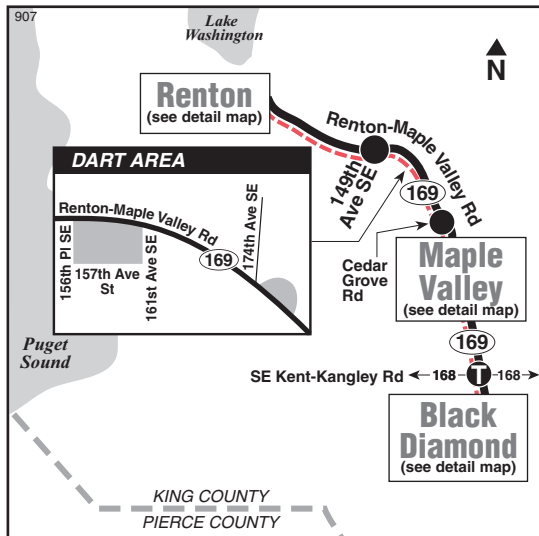 907
Lake
Washington
N
Renton
(see detail map)
Renton-Maple Valley Rd
149th
Ave SE
169
DART AREA
Renton-Maple Valley Rd
174th Ave SE
169
156th Pl SE
157th Ave
St
161st Ave SE
Cedar
Grove
Rd
Maple
Valley
(see detail map)
169
Puget
Sound
SE Kent-Kangley Rd
168
T
168
Black
Diamond
(see detail map)
KING COUNTY
PIERCE COUNTY